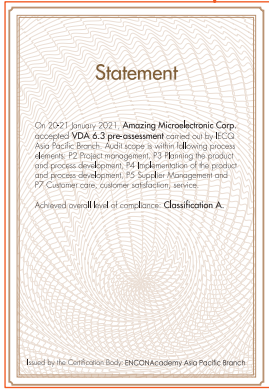 Statement
On 20-21 January 2021, Amazing Microelectronic Corp.
accepted VDA 6.3 pre-assessment carried out by IECQ
Asia Pacific Branch. Audit scope is within following process
elements: P2 Project management, P3 Planning the product
and process development, P4 Implementation of the product
and process development, P5 Supplier Management and
P7 Customer care, customer satisfaction, service.
Achieved overall level of compliance: Classification A.
Issued by the Certification Body: ENCONAcademy Asia Pacific Branch